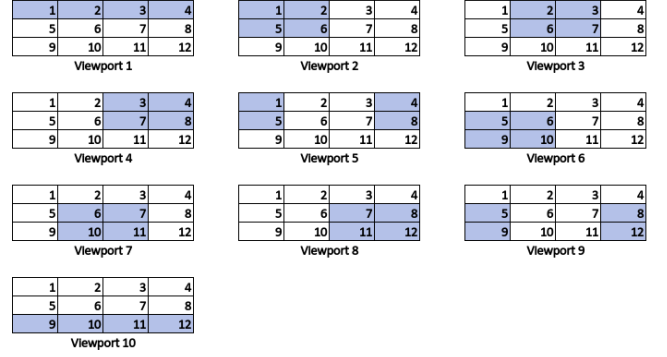 1 2 3 4 1 2 3 4 1 2 3 4
5 6 7 8 5 6 7 8 5 6 7 8
9 10 11 12 9 10 11 12 9 10 11 12
Viewport 1 Viewport 2 Viewport 3
1 2 3 4 1 2 3 4 1 2 3 4
5 6 7 8 5 6 7 8 5 6 7 8
9 10 11 12 9 10 11 12 9 10 11 12
Viewport 4 Viewport 5 Viewport 6
1 2 3 4 1 2 3 4 1 2 3 4
5 6 7 8 5 6 7 8 5 6 7 8
9 10 11 12 9 10 11 12 9 10 11 12
Viewport 7 Viewport 8 Viewport 9
1 2 3 4
5 6 7 8
9 10 11 12
Viewport 10